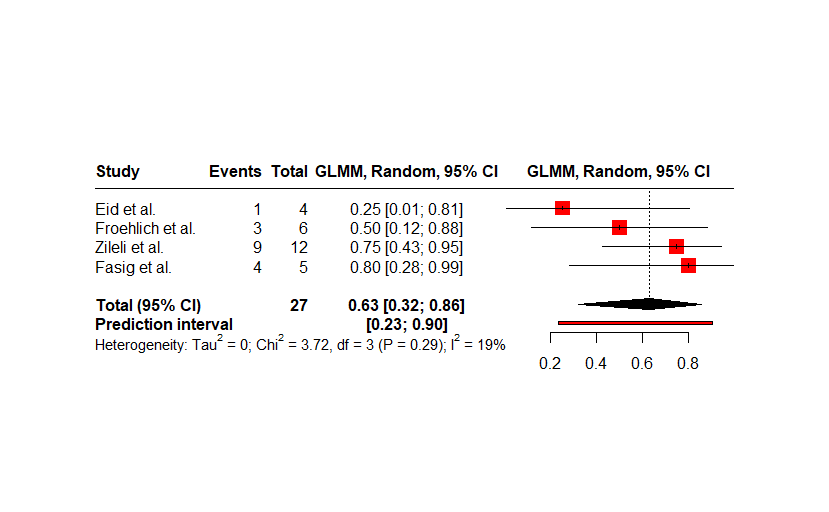 Study Events Total GLMM, Random, 95% CI GLMM, Random, 95% CI
Eid et al. 1 4 0.25 [0.01; 0.81]
Froehlich et al. 3 6 0.50 [0.12; 0.88]
Zileli et al. 9 12 0.75 [0.43; 0.95]
Fasig et al. 4 5 0.80 [0.28; 0.99]
Total (95% CI) 27 0.63 [0.32; 0.86]
Prediction interval [0.23; 0.90]
Heterogeneity: Tau² = 0; Chi² = 3.72, df = 3 (P = 0.29); I² = 19%
0.2 0.4 0.6 0.8